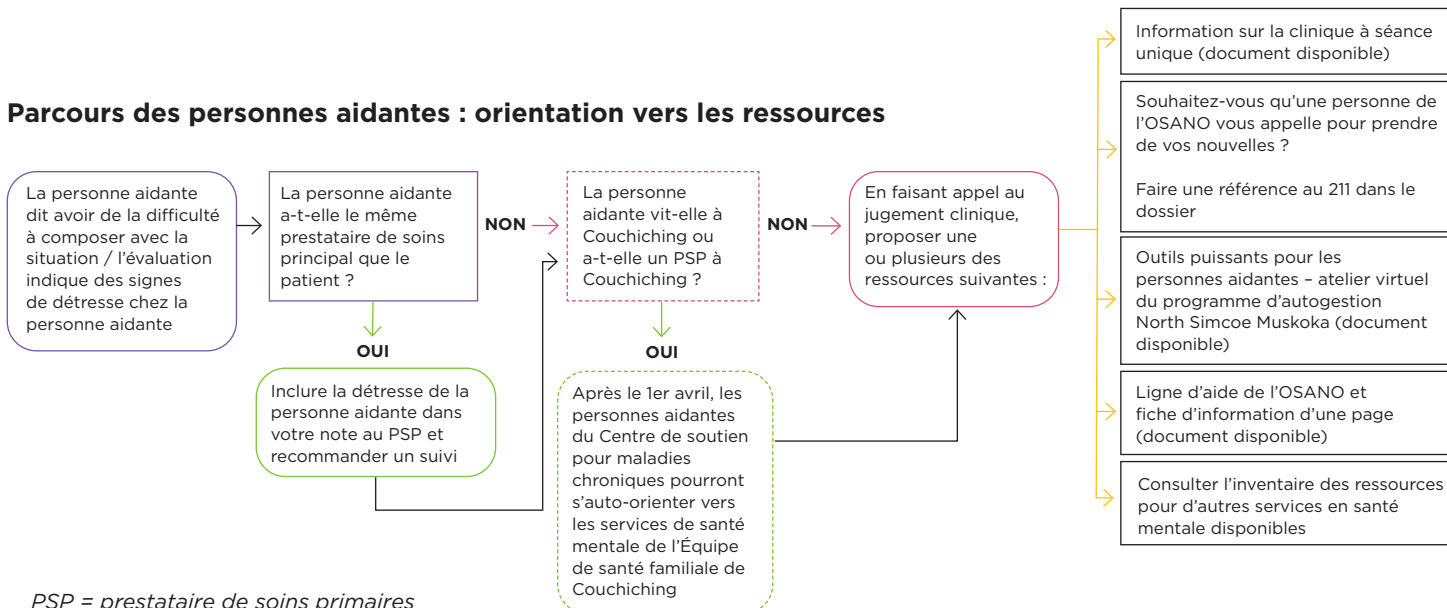 Parcours des personnes aidantes : orientation vers les ressources
La personne aidante
dit avoir de la difficulté
à composer avec la
situation / l’évaluation
indique des signes
de détresse chez la
personne aidante
La personne aidante
a-t-elle le même
prestataire de soins
principal que le
patient ?
NON
OUI
Inclure la détresse de la
personne aidante dans
votre note au PSP et
recommander un suivi
La personne
aidante vit-elle à
Couchiching ou
a-t-elle un PSP à
Couchiching ?
NON
OUI
Après le 1er avril, les
personnes aidantes
du Centre de soutien
pour maladies
chroniques pourront
s’auto-orienter vers
les services de santé
mentale de l’Équipe
de santé familiale de
Couchiching
En faisant appel au
jugement clinique,
proposer une
ou plusieurs des
ressources suivantes :
Information sur la clinique à séance
unique (document disponible)
Souhaitez-vous qu’une personne de
l’OSANO vous appelle pour prendre
de vos nouvelles ?
Faire une référence au 211 dans le
dossier
Outils puissants pour les
personnes aidantes – atelier virtuel
du programme d’autogestion
North Simcoe Muskoka (document
disponible)
Ligne d’aide de l’OSANO et
fiche d’information d’une page
(document disponible)
Consulter l’inventaire des ressources
pour d’autres services en santé
mentale disponibles
PSP = prestataire de soins primaires